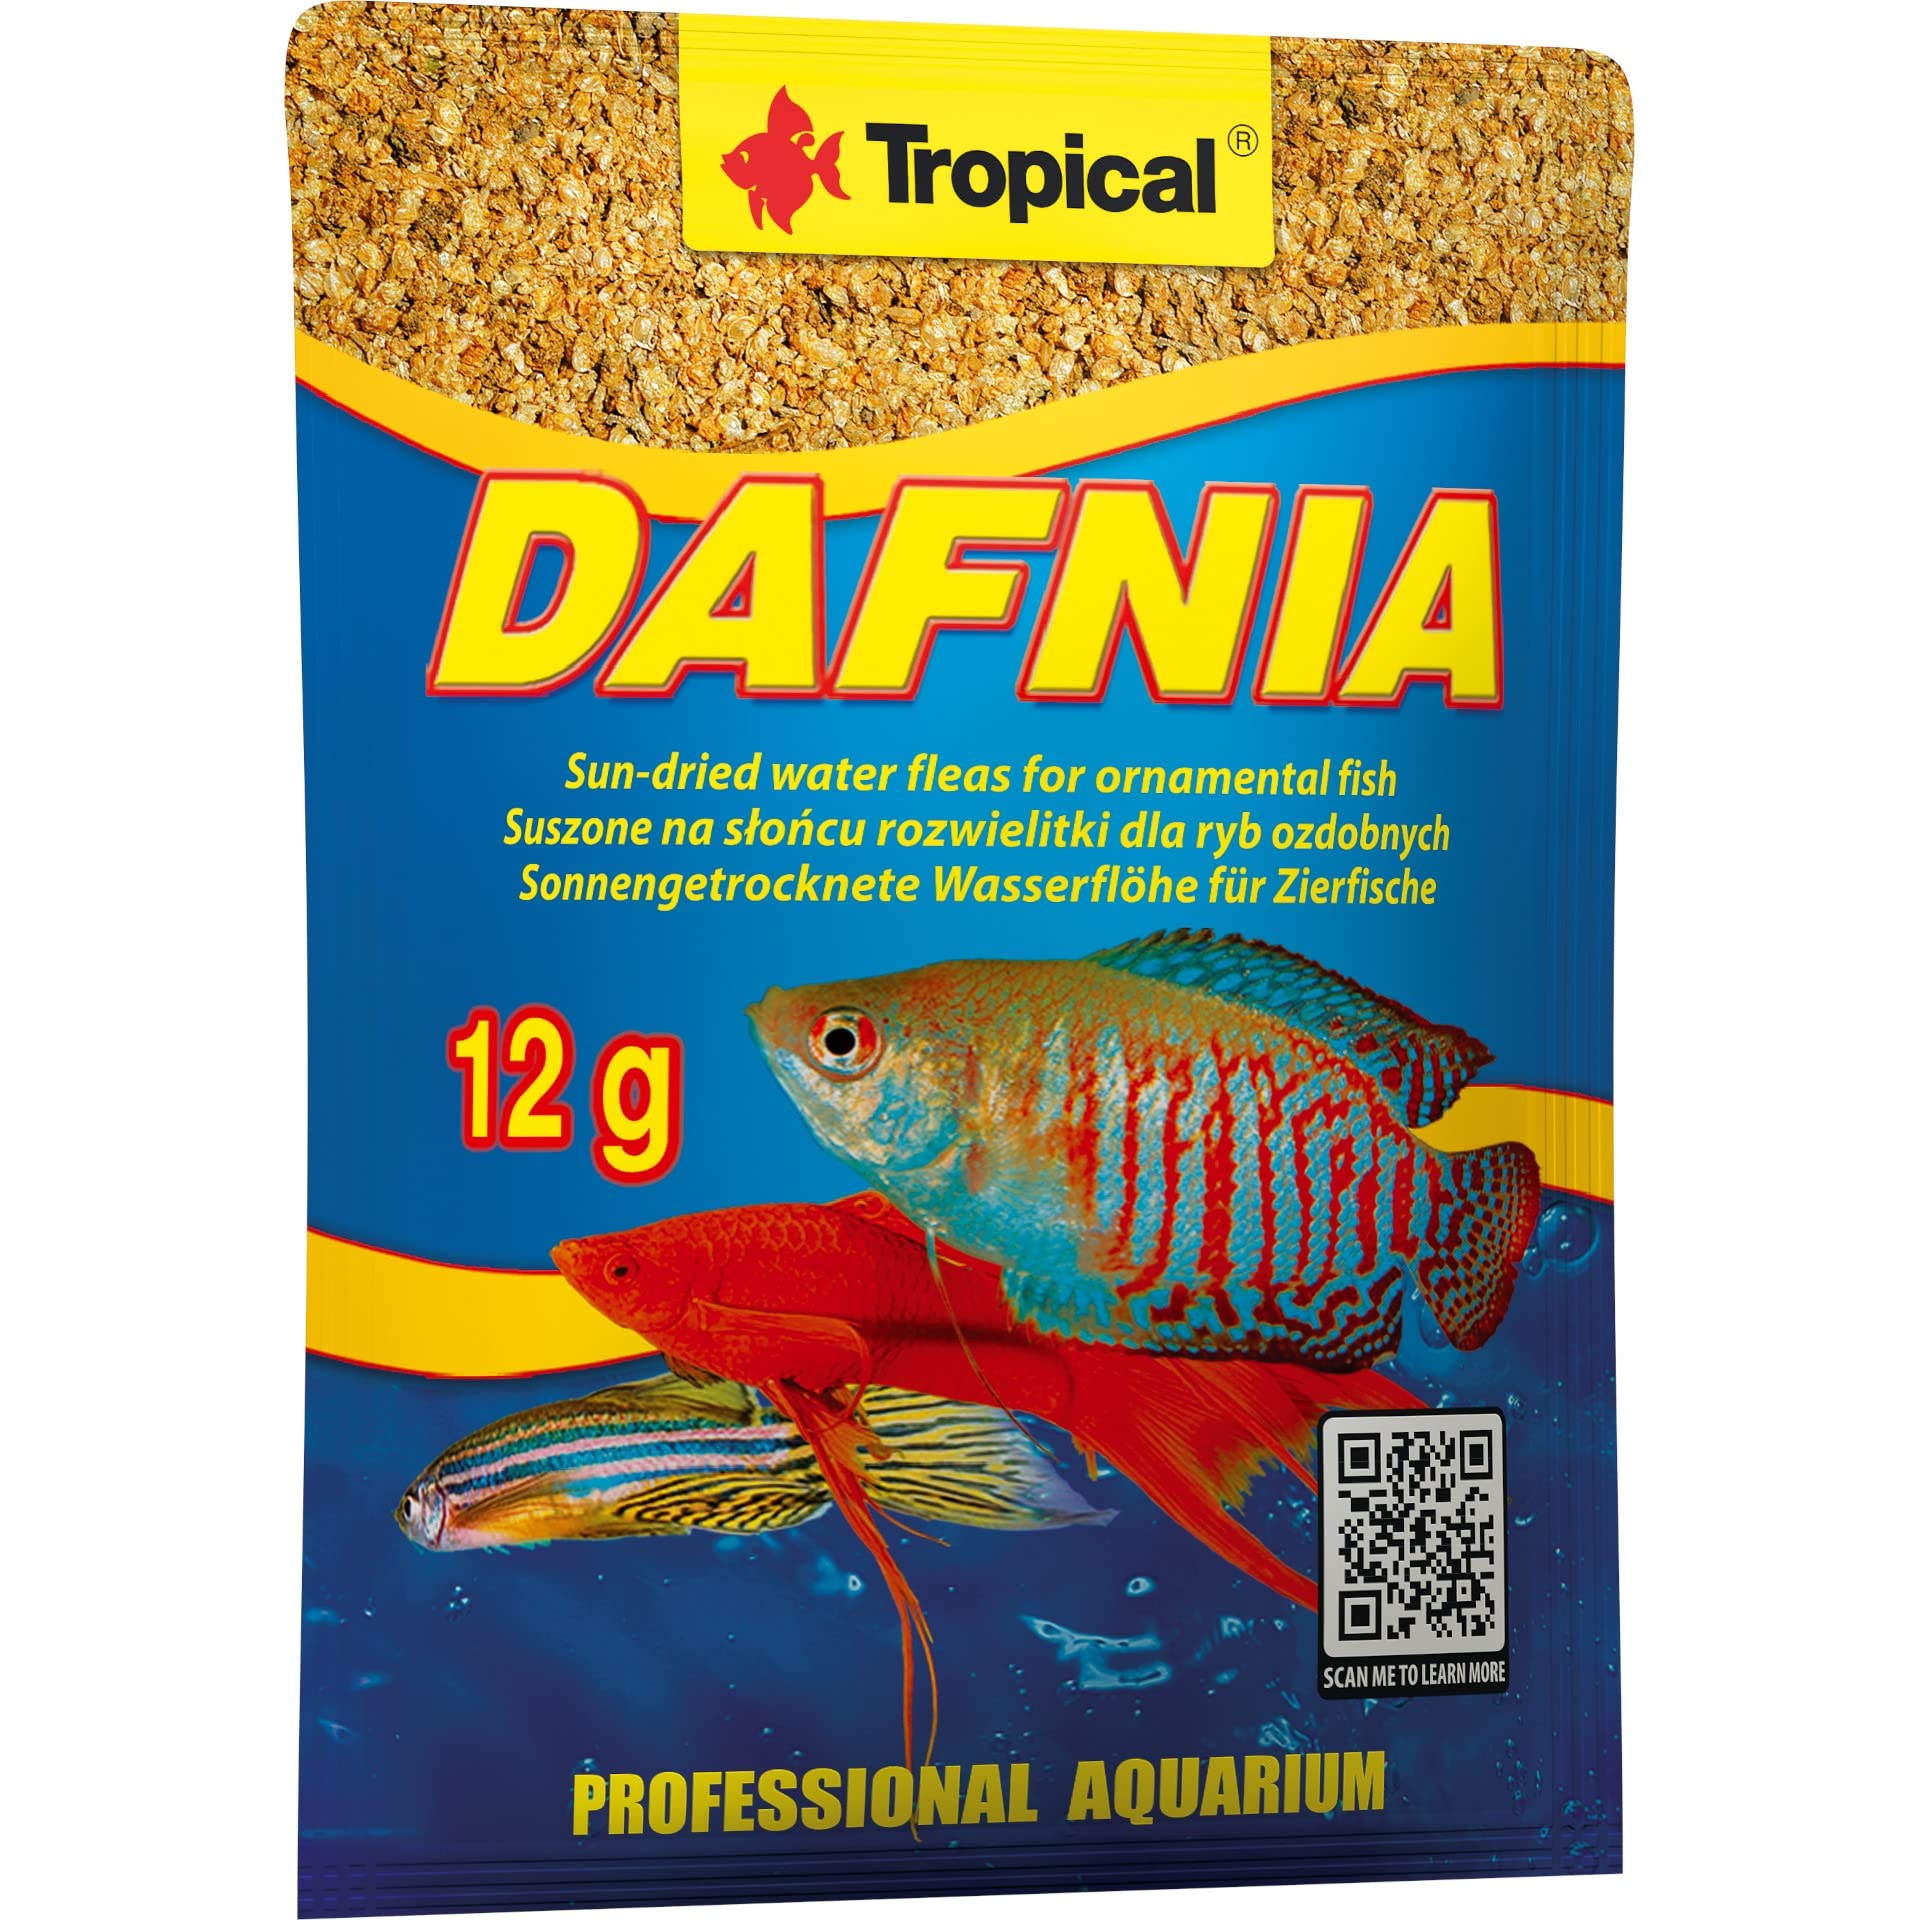 Tropical®
DAFNIA
Sun-dried water fleas for ornamental fish
Suszone na słońcu rozwielitki dla ryb ozdobnych
Sonnengetrocknete Wasserflöhe für Zierfische
12 g
SCAN ME TO LEARN MORE
PROFESSIONAL AQUARIUM